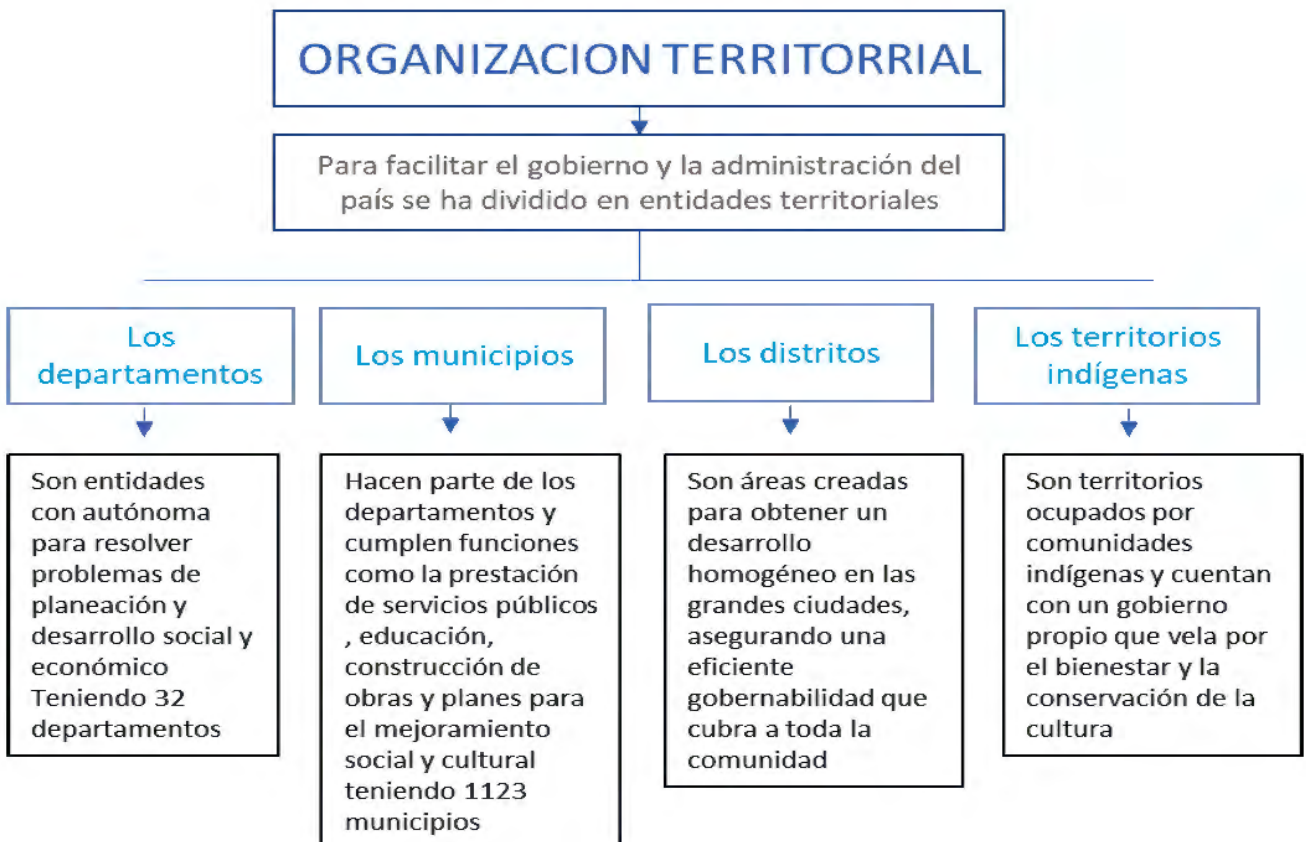 ORGANIZACION TERRITORRIAL
Para facilitar el gobierno y la administración del
país se ha dividido en entidades territoriales
Los
departamentos
Son entidades
con autónoma
para resolver
problemas de
planeación y
desarrollo social y
económico
Teniendo 32
departamentos
Los municipios
Hacen parte de los
departamentos y
cumplen funciones
como la prestación
de servicios públicos
, educación,
construcción de
obras y planes para
el mejoramiento
social y cultural
teniendo 1123
municipios
Los distritos
Son áreas creadas
para obtener un
desarrollo
homogéneo en las
grandes ciudades,
asegurando una
eficiente
gobernabilidad que
cubra a toda la
comunidad
Los territorios
indígenas
Son territorios
ocupados por
comunidades
indígenas y cuentan
con un gobierno
propio que vela por
el bienestar y la
conservación de la
cultura